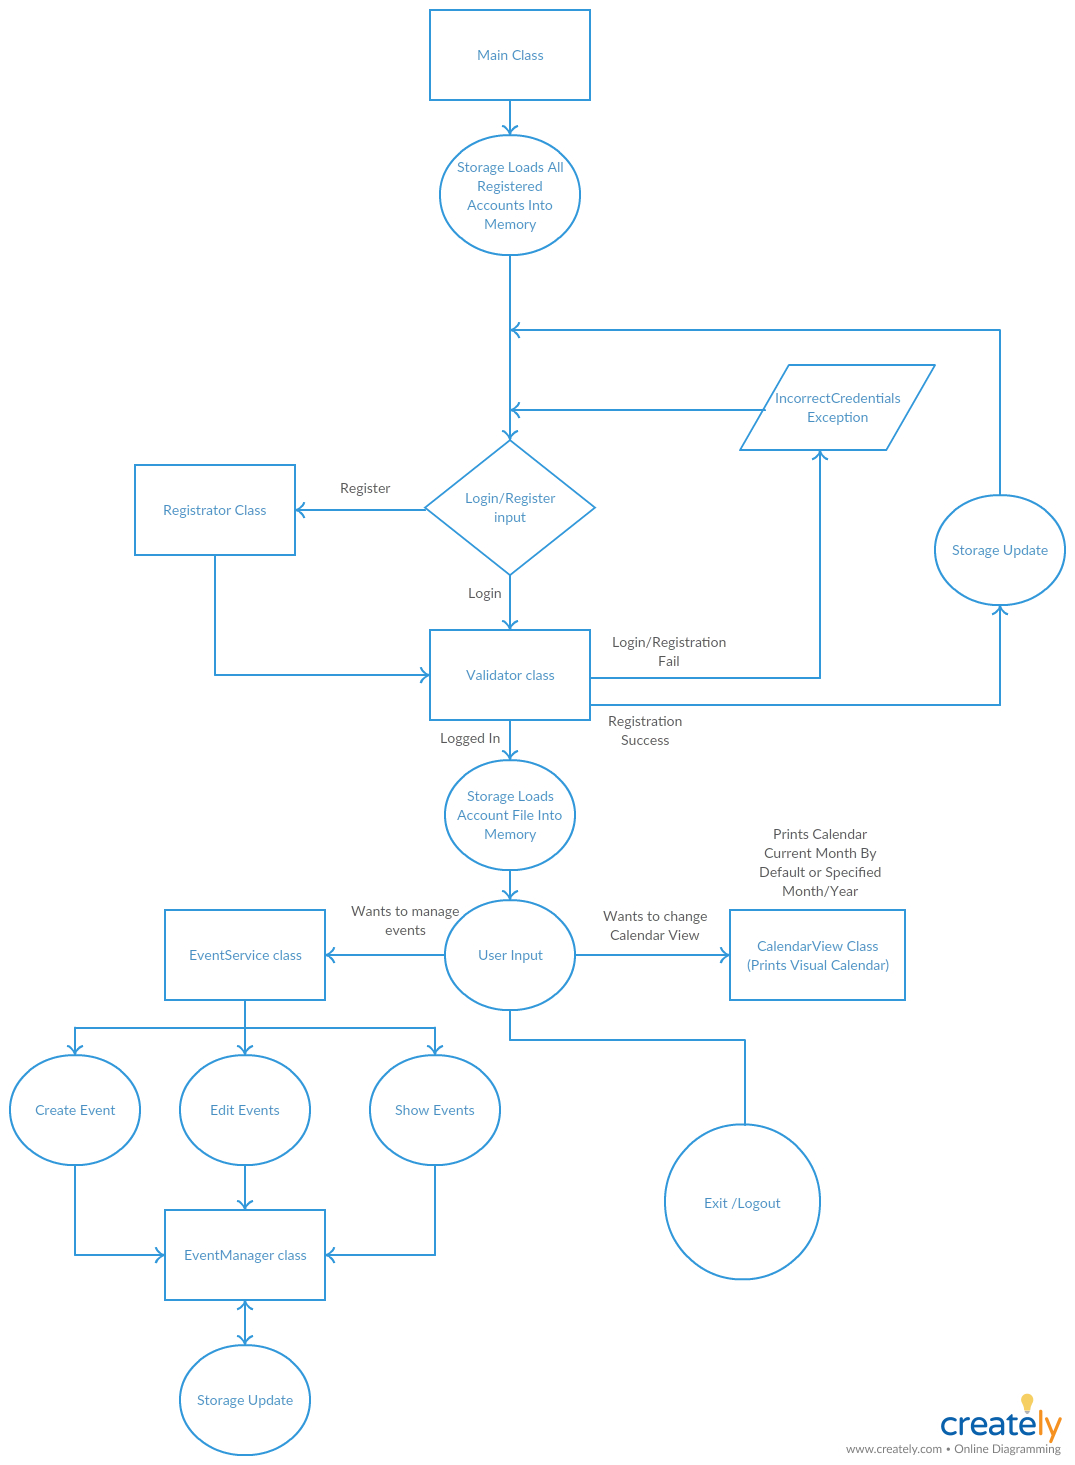 Main Class
Storage Loads All
Registered
Accounts Into
Memory
IncorrectCredentials
Exception
Register
Login/Register
input
Registrator Class
Storage Update
Login
Login/Registration
Fail
Validator class
Registration
Success
Logged In
Storage Loads
Account File Into
Memory
Prints Calendar
Current Month By
Default or Specified
Month/Year
Wants to manage
events
Wants to change
Calendar View
EventService class
User Input
CalendarView Class
(Prints Visual Calendar)
Create Event
Edit Events
Show Events
Exit /Logout
EventManager class
Storage Update
creately
www.creately.com • Online Diagramming